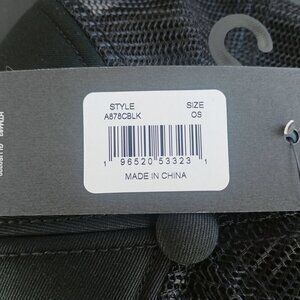 STYLE SIZE
A878CBLK OS
1 96520 53323 1
MADE IN CHINA